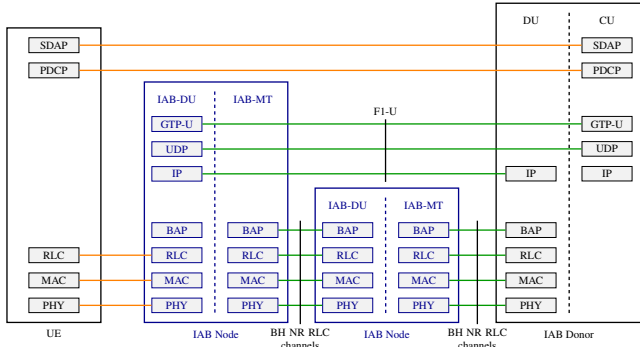 DU CU
SDAP SDAP
PDCP PDCP
IAB-DU IAB-MT
F1-U
GTP-U GTP-U
UDP UDP
IP IP IP
IAB-DU IAB-MT
BAP BAP BAP BAP BAP
RLC RLC RLC RLC RLC RLC
MAC MAC MAC MAC MAC MAC
PHY PHY PHY PHY PHY PHY
UE IAB Node BH NR RLC IAB Node BH NR RLC IAB Donor
channels channels